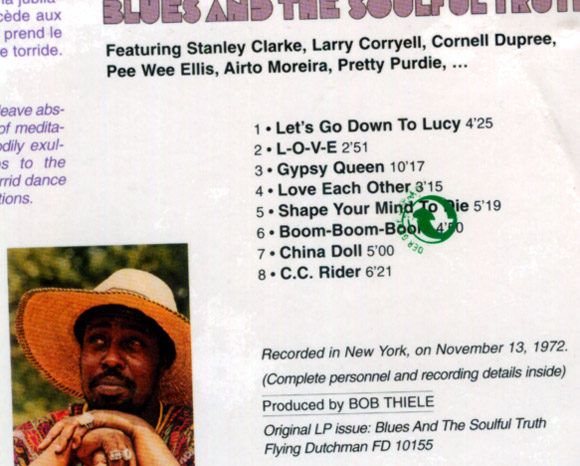 BLUES AND THE SOULFUL TRUTH
Featuring Stanley Clarke, Larry Corryell, Cornell Dupree,
Pee Wee Ellis, Airto Moreira, Pretty Purdie, ...
cède aux
prend le
e torride.
leave abs-
of medita-
odily exul-
s to the
rrid dance
tions.
1 • Let's Go Down To Lucy 4'25
2 • L-O-V-E 2'51
3 • Gypsy Queen 10'17
4 • Love Each Other 3'15
5 • Shape Your Mind To Die 5'19
6 • Boom-Boom-Boom 4'50
7 • China Doll 5'00
8 • C.C. Rider 6'21
Recorded in New York, on November 13, 1972.
(Complete personnel and recording details inside)
Produced by BOB THIELE
Original LP issue: Blues And The Soulful Truth
Flying Dutchman FD 10155